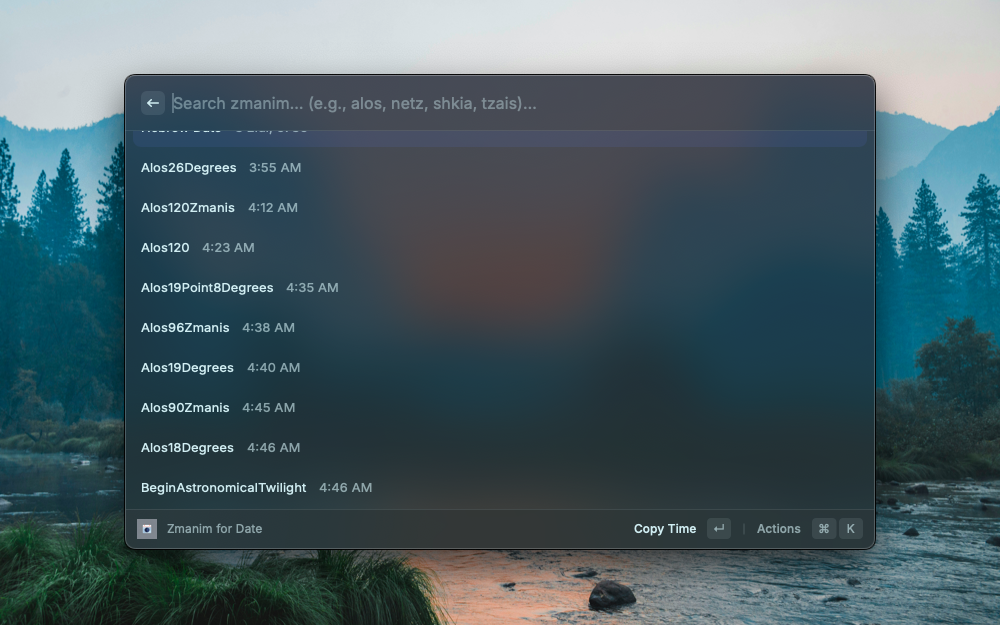 Search zmanim... (e.g., alos, netz, shkia, tzais)...
Alos26Degrees 3:55 AM
Alos120Zmanis 4:12 AM
Alos120 4:23 AM
Alos19Point8Degrees 4:35 AM
Alos96Zmanis 4:38 AM
Alos19Degrees 4:40 AM
Alos90Zmanis 4:45 AM
Alos18Degrees 4:46 AM
BeginAstronomicalTwilight 4:46 AM
Zmanim for Date Copy Time ↵ | Actions ⌘ K